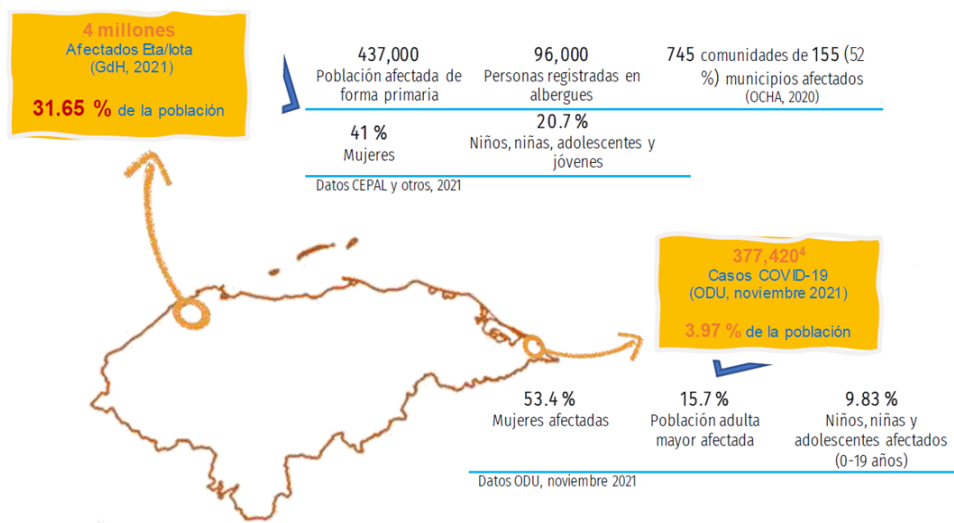 4 millones
Afectados Eta/Iota
(GdH, 2021)
31.65 % de la población
437,000
Población afectada de
forma primaria
96,000
Personas registradas en
albergues
745 comunidades de 155 (52
%) municipios afectados
(OCHA, 2020)
41 %
Mujeres
20.7 %
Niños, niñas, adolescentes y
jóvenes
Datos CEPAL y otros, 2021
377,420⁴
Casos COVID-19
(ODU, noviembre 2021)
3.97 % de la población
53.4 %
Mujeres afectadas
15.7 %
Población adulta
mayor afectada
9.83 %
Niños, niñas y
adolescentes afectados
(0-19 años)
Datos ODU, noviembre 2021